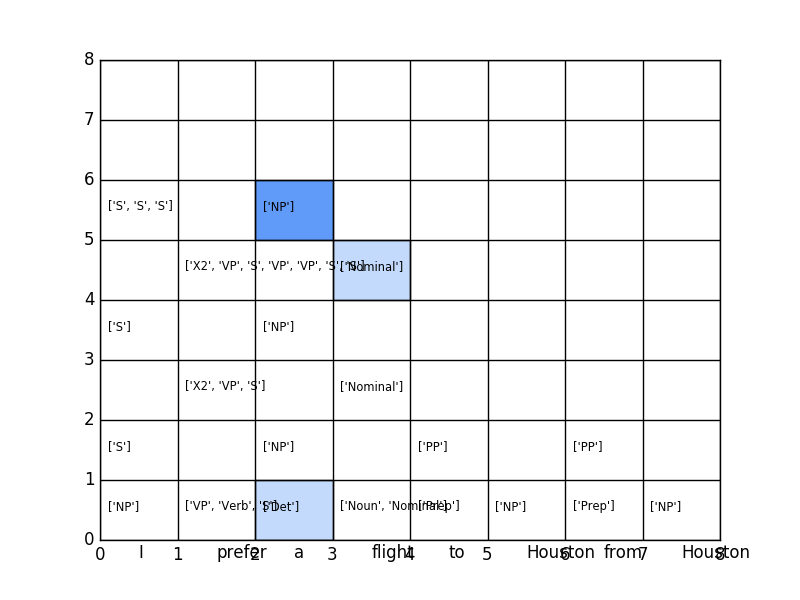 8
7
6
['S', 'S', 'S'] ['NP']
5
['X2', 'VP', 'S', 'VP', 'VP', 'S', 'S'] ['Nominal']
4
['S'] ['NP']
3
['X2', 'VP', 'S'] ['Nominal']
2
['S'] ['NP'] ['PP'] ['PP']
1
['NP'] ['VP', 'Verb', 'S'] ['Det'] ['Noun', 'Nominal'] ['Prep'] ['NP'] ['Prep'] ['NP']
0
0 1 2 3 4 5 6 7 8
I prefer a flight to Houston from Houston